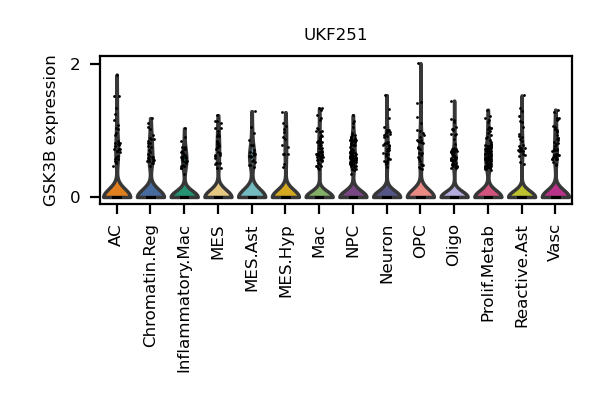 UKF251
GSK3B expression
2
0
AC
Chromatin.Reg
Inflammatory.Mac
MES
MES.Ast
MES.Hyp
Mac
NPC
Neuron
OPC
Oligo
Prolif.Metab
Reactive.Ast
Vasc